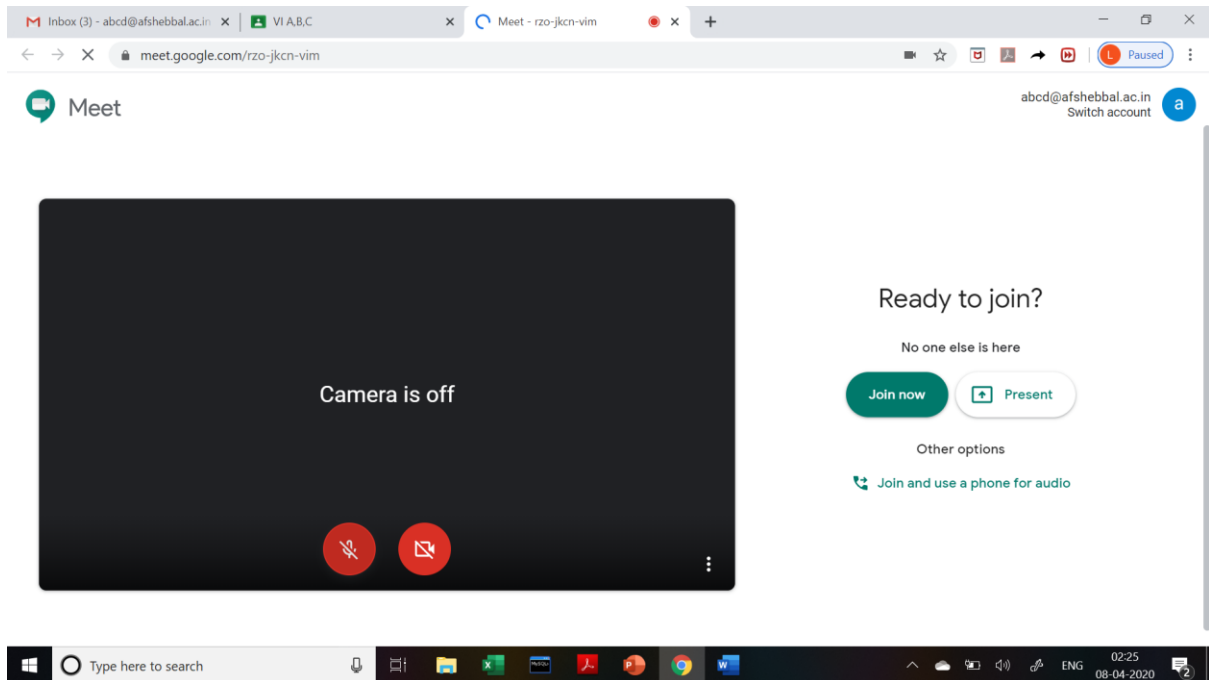 Inbox (3) - abcd@afshebbal.ac.in
VI A,B,C
Meet - rzo-jkcn-vim
meet.google.com/rzo-jkcn-vim
L Paused
Meet
abcd@afshebbal.ac.in
Switch account
a
Camera is off
Ready to join?
No one else is here
Join now
Present
Other options
Join and use a phone for audio
Type here to search
ENG
02:25
08-04-2020
2